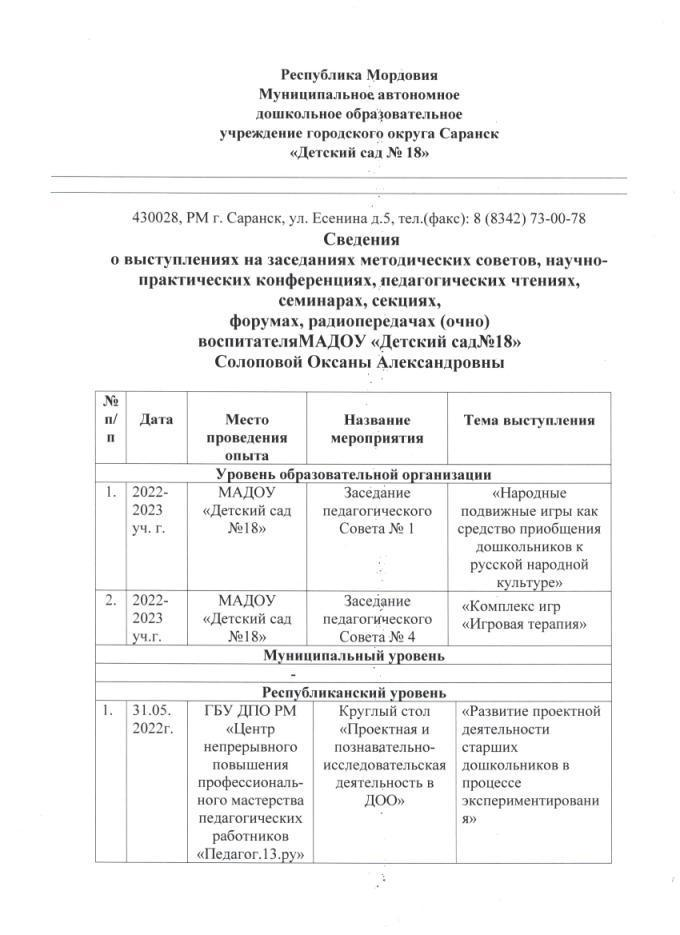 Республика Мордовия
Муниципальное автономное
дошкольное образовательное
учреждение городского округа Саранск
«Детский сад № 18»
430028, РМ г. Саранск, ул. Есенина д.5, тел.(факс): 8 (8342) 73-00-78
Сведения
о выступлениях на заседаниях методических советов, научно-
практических конференциях, педагогических чтениях,
семинарах, секциях,
форумах, радиопередачах (очно)
воспитателяМАДОУ «Детский сад№18»
Солоповой Оксаны Александровны
№
п/
п
Дата
Место
проведения
опыта
Название
мероприятия
Тема выступления
Уровень образовательной организации
1.
2022-
2023
уч. г.
МАДОУ
«Детский сад
№18»
Заседание
педагогического
Совета № 1
«Народные
подвижные игры как
средство приобщения
дошкольников к
русской народной
культуре»
2.
2022-
2023
уч.г.
МАДОУ
«Детский сад
№18»
Заседание
педагогического
Совета № 4
«Комплекс игр
«Игровая терапия»
Муниципальный уровень
-
Республиканский уровень
1.
31.05.
2022г.
ГБУ ДПО РМ
«Центр
непрерывного
повышения
профессиональ-
ного мастерства
педагогических
работников
«Педагог.13.ру»
Круглый стол
«Проектная и
познавательно-
исследовательская
деятельность в
ДОО»
«Развитие проектной
деятельности
старших
дошкольников в
процессе
экспериментировани
я»